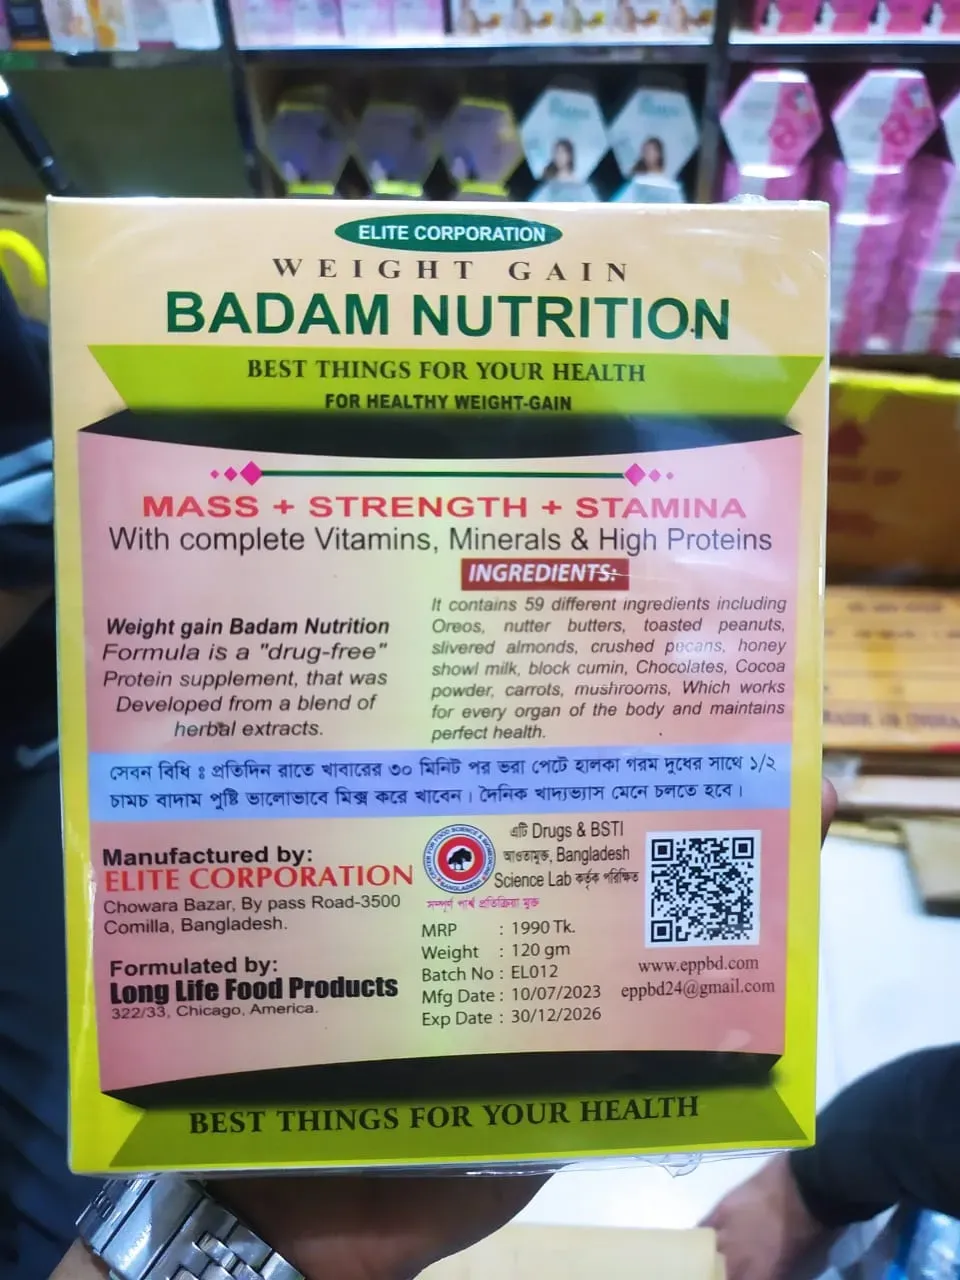 ELITE CORPORATION
WEIGHT GAIN
BADAM NUTRITION
BEST THINGS FOR YOUR HEALTH
FOR HEALTHY WEIGHT-GAIN
MASS + STRENGTH + STAMINA
With complete Vitamins, Minerals & High Proteins
Weight gain Badam Nutrition
Formula is a "drug-free"
Protein supplement, that was
Developed from a blend of
herbal extracts.
INGREDIENTS:
It contains 59 different ingredients including
Oreos, nutter butters, toasted peanuts,
slivered almonds, crushed pecans, honey
showl milk, block cumin, Chocolates, Cocoa
powder, carrots, mushrooms, Which works
for every organ of the body and maintains
perfect health.
সেবন বিধি ঃ প্রতিদিন রাতে খাবারের ৩০ মিনিট পর ভরা পেটে হালকা গরম দুধের সাথে ১/২
চামচ বাদাম পুষ্টি ভালোভাবে মিক্স করে খাবেন। দৈনিক খাদ্যভ্যাস মেনে চলতে হবে।
Manufactured by:
ELITE CORPORATION
Chowara Bazar, By pass Road-3500
Comilla, Bangladesh.
Formulated by:
Long Life Food Products
322/33, Chicago, America.
CENTER FOR FOOD SCIENCE &
BANGLADESH
এটি Drugs & BSTI
আওতামুক্ত, Bangladesh
Science Lab কর্তৃক পরিক্ষিত
সম্পূর্ণ পার্শ্ব প্রতিক্রিয়া মুক্ত
MRP : 1990 Tk.
Weight : 120 gm
Batch No : EL012
Mfg Date : 10/07/2023
Exp Date : 30/12/2026
www.eppbd.com
eppbd24@gmail.com
BEST THINGS FOR YOUR HEALTH